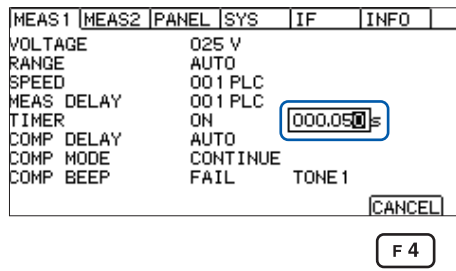 MEAS1 MEAS2 PANEL SYS IF INFO
VOLTAGE 025 V
RANGE AUTO
SPEED 001 PLC
MEAS DELAY 001 PLC
TIMER ON 000.050 s
COMP DELAY AUTO
COMP MODE CONTINUE
COMP BEEP FAIL TONE1
CANCEL
F 4